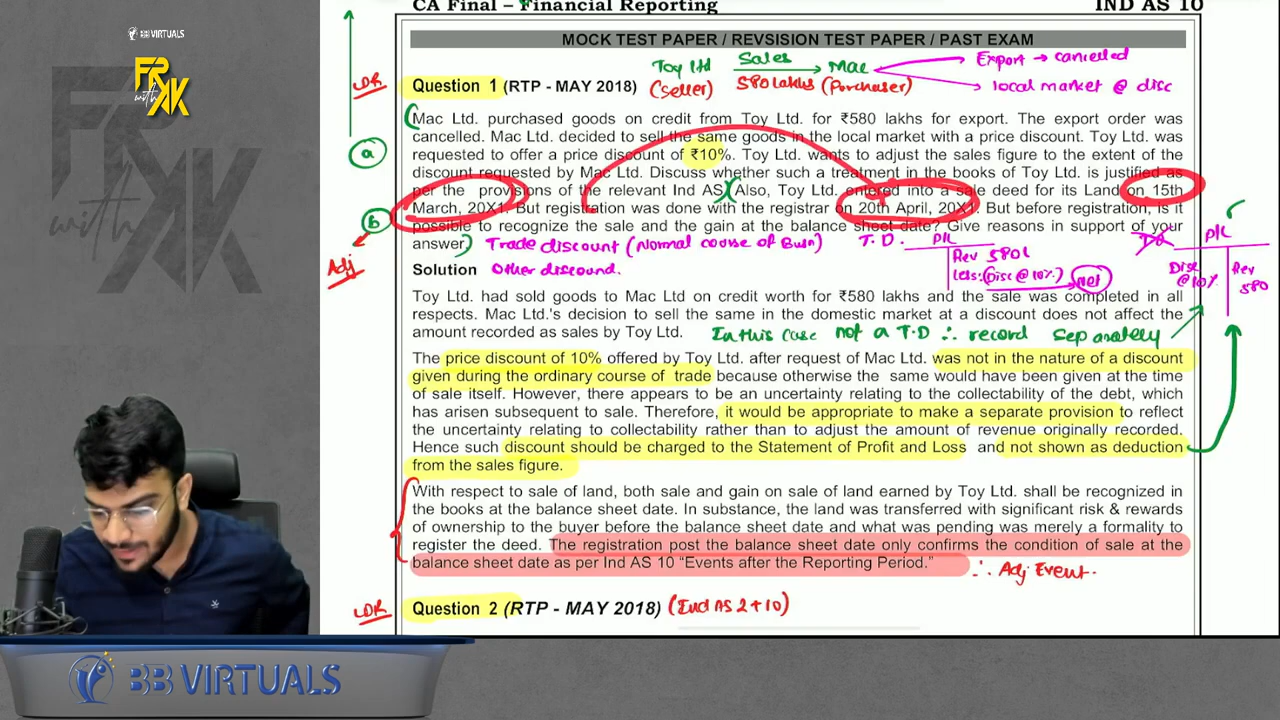 CA Final – Financial Reporting IND AS 10
BB VIRTUALS
FR with AK
FR with AK
MOCK TEST PAPER / REVSISION TEST PAPER / PAST EXAM
LDR Question 1 (RTP - MAY 2018) Toy Ltd (Seller) Sales 580 lakhs Mac (Purchaser) Export → cancelled
local market @ disc
Mac Ltd. purchased goods on credit from Toy Ltd. for ₹580 lakhs for export. The export order was
cancelled. Mac Ltd. decided to sell the same goods in the local market with a price discount. Toy Ltd. was
(a) requested to offer a price discount of ₹10%. Toy Ltd. wants to adjust the sales figure to the extent of the
discount requested by Mac Ltd. Discuss whether such a treatment in the books of Toy Ltd. is justified as
per the provisions of the relevant Ind AS. Also, Toy Ltd. entered into a sale deed for its Land on 15th
(b) March, 20X1. But registration was done with the registrar on 20th April, 20X1. But before registration, is it
possible to recognize the sale and the gain at the balance sheet date? Give reasons in support of your
answer. Trade discount (Normal course of Busn) T.D. P/L T.D P/L
Adj
Rev 580L
Less: (Disc @ 10%) net
Disc @ 10% Rev 580
Solution Other discound.
Toy Ltd. had sold goods to Mac Ltd on credit worth for ₹580 lakhs and the sale was completed in all
respects. Mac Ltd.'s decision to sell the same in the domestic market at a discount does not affect the
amount recorded as sales by Toy Ltd. In this case not a T.D ∴ record Separately
The price discount of 10% offered by Toy Ltd. after request of Mac Ltd. was not in the nature of a discount
given during the ordinary course of trade because otherwise the same would have been given at the time
of sale itself. However, there appears to be an uncertainty relating to the collectability of the debt, which
has arisen subsequent to sale. Therefore, it would be appropriate to make a separate provision to reflect
the uncertainty relating to collectability rather than to adjust the amount of revenue originally recorded.
Hence such discount should be charged to the Statement of Profit and Loss and not shown as deduction
from the sales figure.
With respect to sale of land, both sale and gain on sale of land earned by Toy Ltd. shall be recognized in
the books at the balance sheet date. In substance, the land was transferred with significant risk & rewards
of ownership to the buyer before the balance sheet date and what was pending was merely a formality to
register the deed. The registration post the balance sheet date only confirms the condition of sale at the
balance sheet date as per Ind AS 10 “Events after the Reporting Period.” ∴ Adj Event.
LDR Question 2 (RTP - MAY 2018) (Ind AS 2 + 10)
BB VIRTUALS